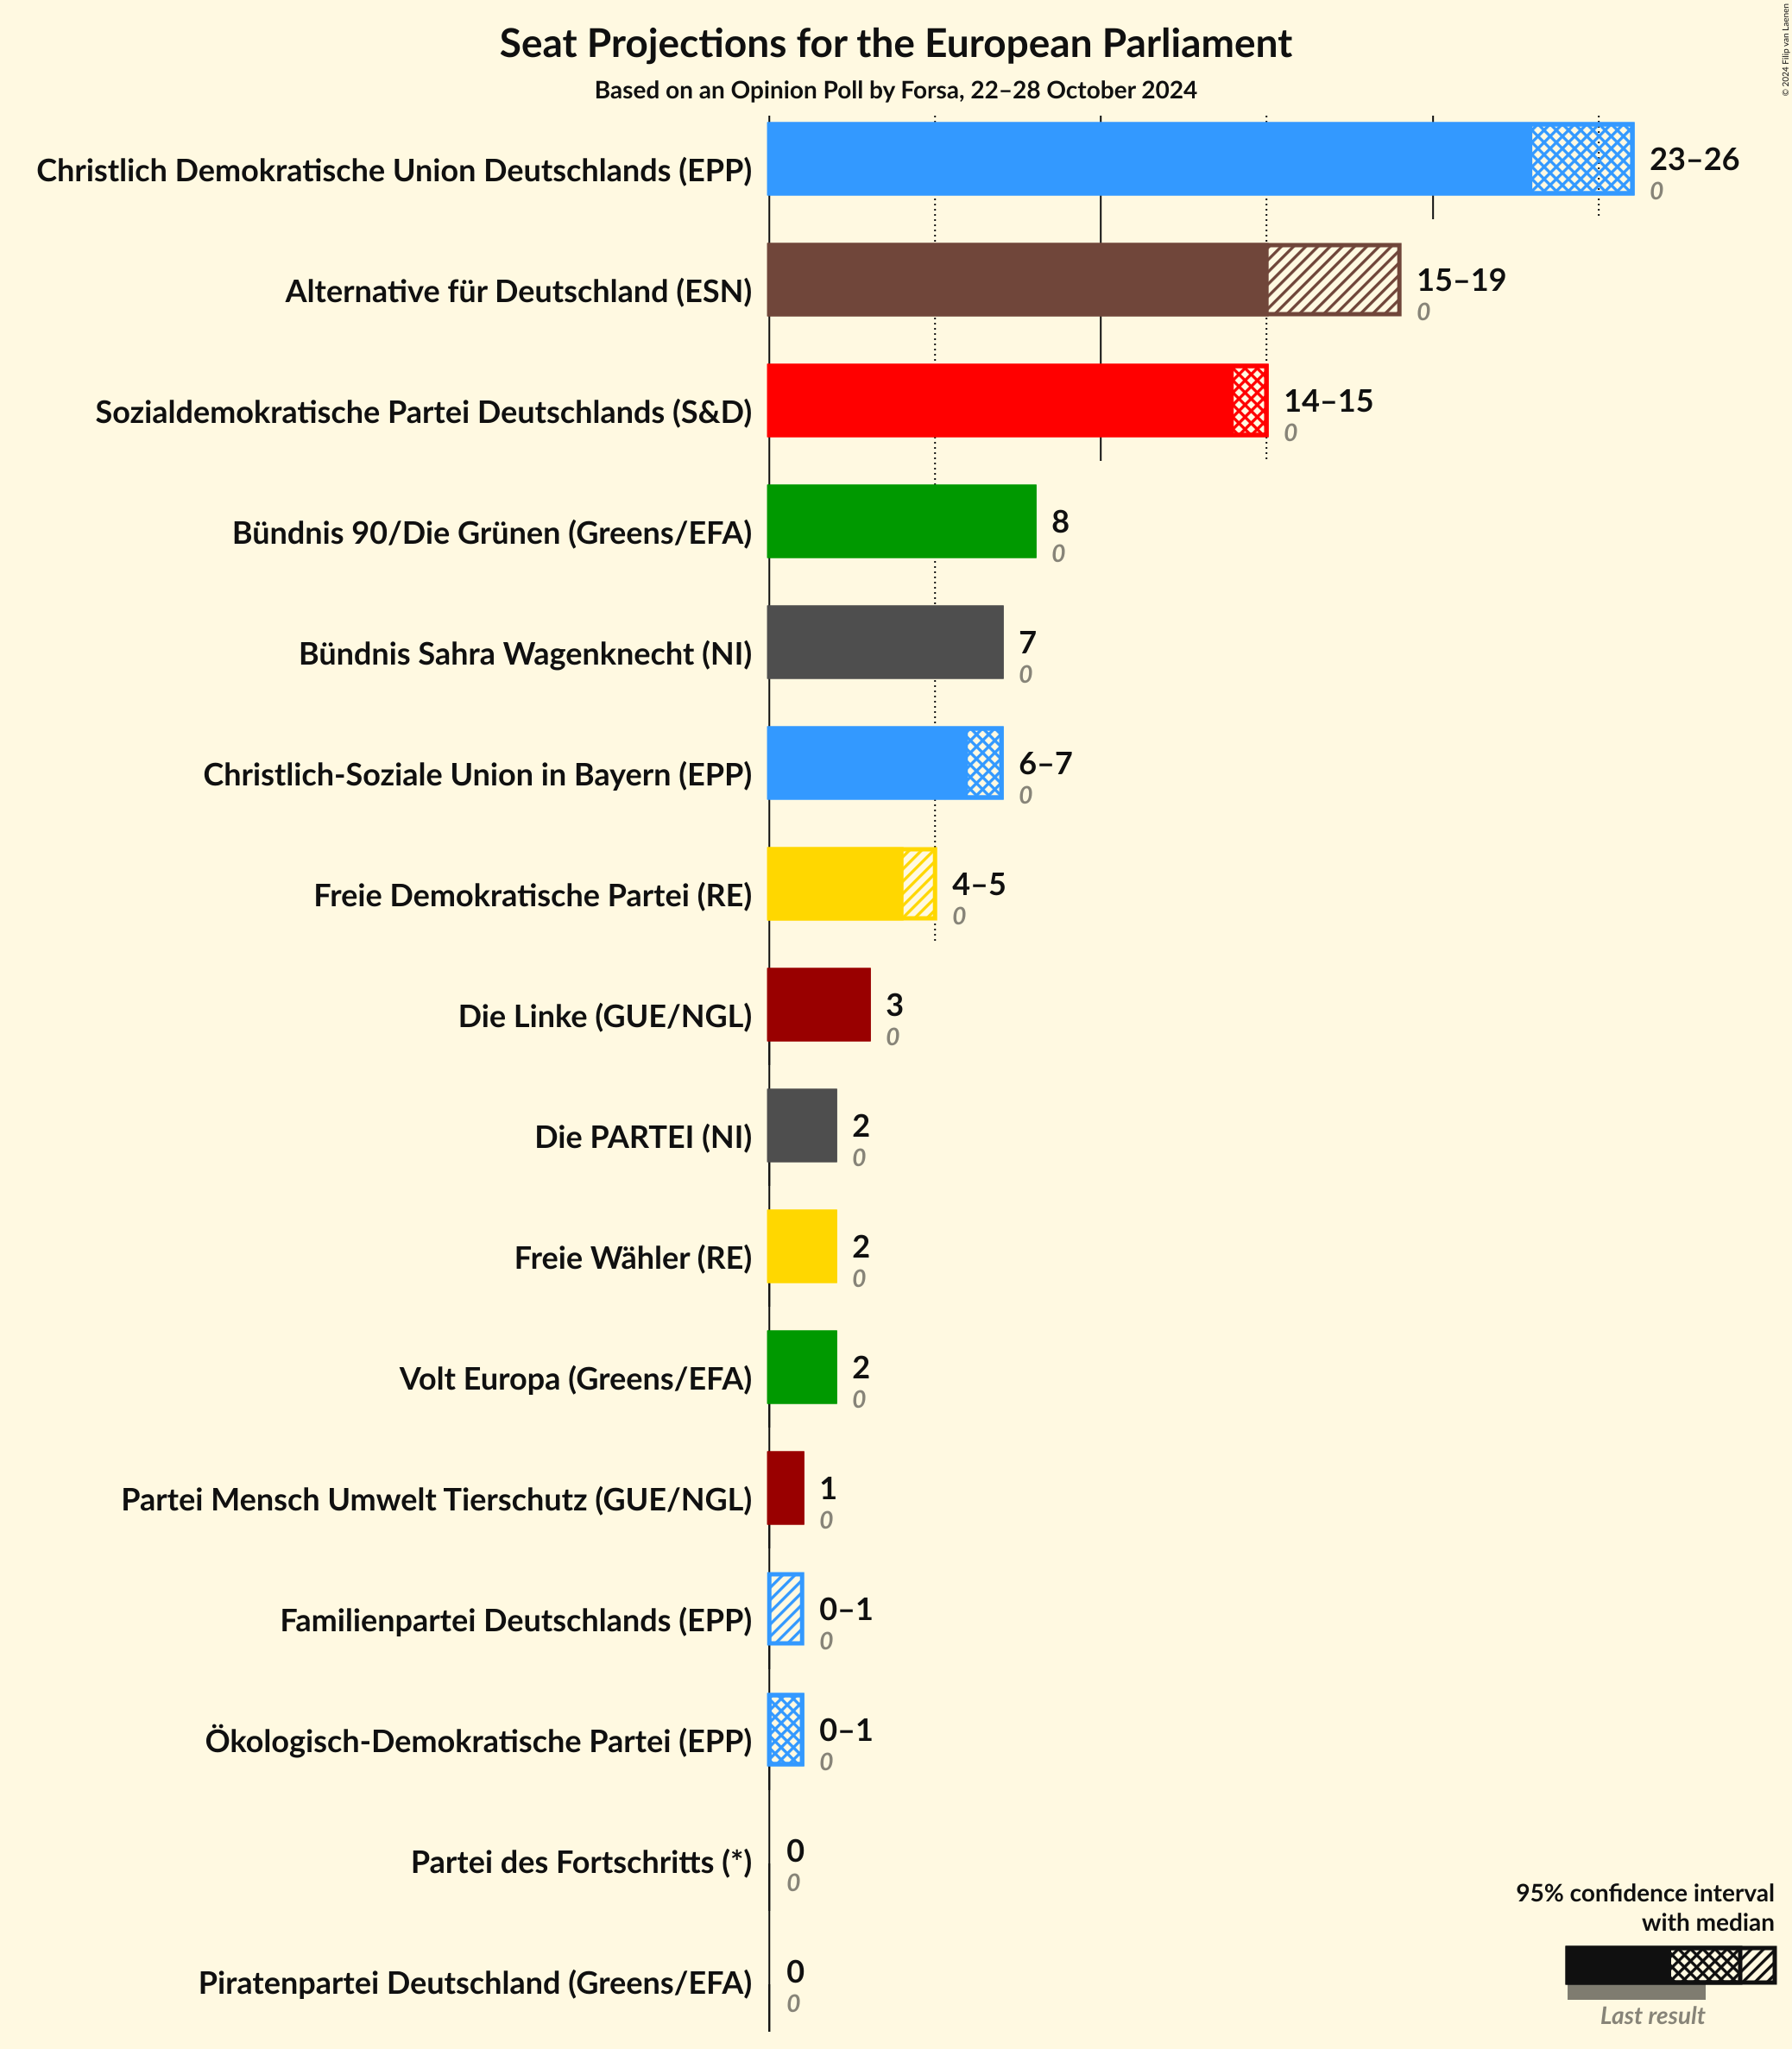 Seat Projections for the European Parliament
Based on an Opinion Poll by Forsa, 22–28 October 2024
© 2024 Filip van Laenen
Christlich Demokratische Union Deutschlands (EPP)
23–26
0
Alternative für Deutschland (ESN)
15–19
0
Sozialdemokratische Partei Deutschlands (S&D)
14–15
0
Bündnis 90/Die Grünen (Greens/EFA)
8
0
Bündnis Sahra Wagenknecht (NI)
7
0
Christlich-Soziale Union in Bayern (EPP)
6–7
0
Freie Demokratische Partei (RE)
4–5
0
Die Linke (GUE/NGL)
3
0
Die PARTEI (NI)
2
0
Freie Wähler (RE)
2
0
Volt Europa (Greens/EFA)
2
0
Partei Mensch Umwelt Tierschutz (GUE/NGL)
1
0
Familienpartei Deutschlands (EPP)
0–1
0
Ökologisch-Demokratische Partei (EPP)
0–1
0
Partei des Fortschritts (*)
0
0
Piratenpartei Deutschland (Greens/EFA)
0
0
95% confidence interval
with median
Last result